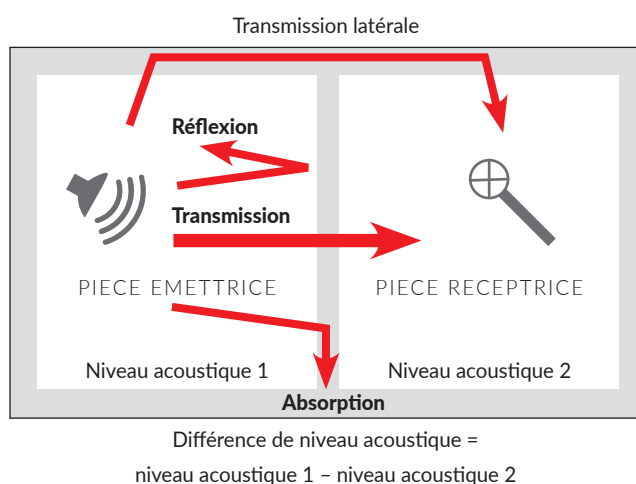 Transmission latérale
Réflexion
Transmission
PIECE EMETTRICE
PIECE RECEPTRICE
Niveau acoustique 1
Niveau acoustique 2
Absorption
Différence de niveau acoustique =
niveau acoustique 1 – niveau acoustique 2